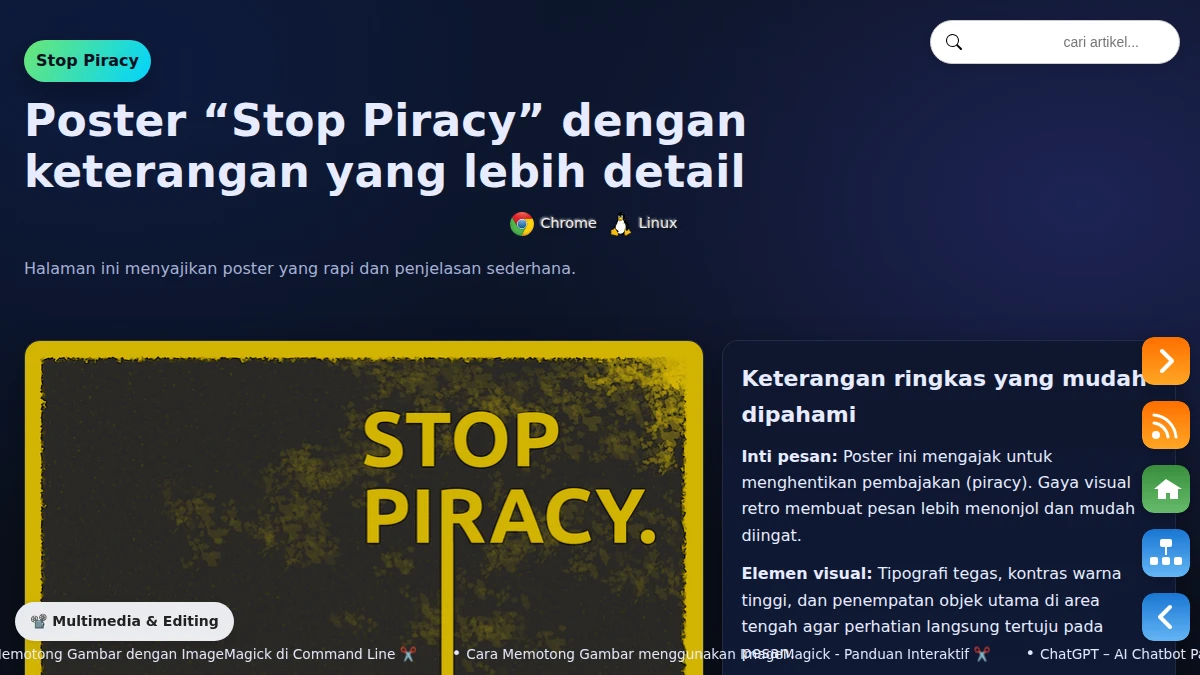 Stop Piracy
cari artikel...
Poster “Stop Piracy” dengan
keterangan yang lebih detail
Chrome Linux
Halaman ini menyajikan poster yang rapi dan penjelasan sederhana.
STOP
PIRACY.
Keterangan ringkas yang mudah
dipahami
Inti pesan: Poster ini mengajak untuk
menghentikan pembajakan (piracy). Gaya visual
retro membuat pesan lebih menonjol dan mudah
diingat.
Elemen visual: Tipografi tegas, kontras warna
tinggi, dan penempatan objek utama di area
tengah agar perhatian langsung tertuju pada
pesan.
📽️ Multimedia & Editing
emotong Gambar dengan ImageMagick di Command Line ✂️ • Cara Memotong Gambar menggunakan ImageMagick - Panduan Interaktif ✂️ • ChatGPT – AI Chatbot Pa